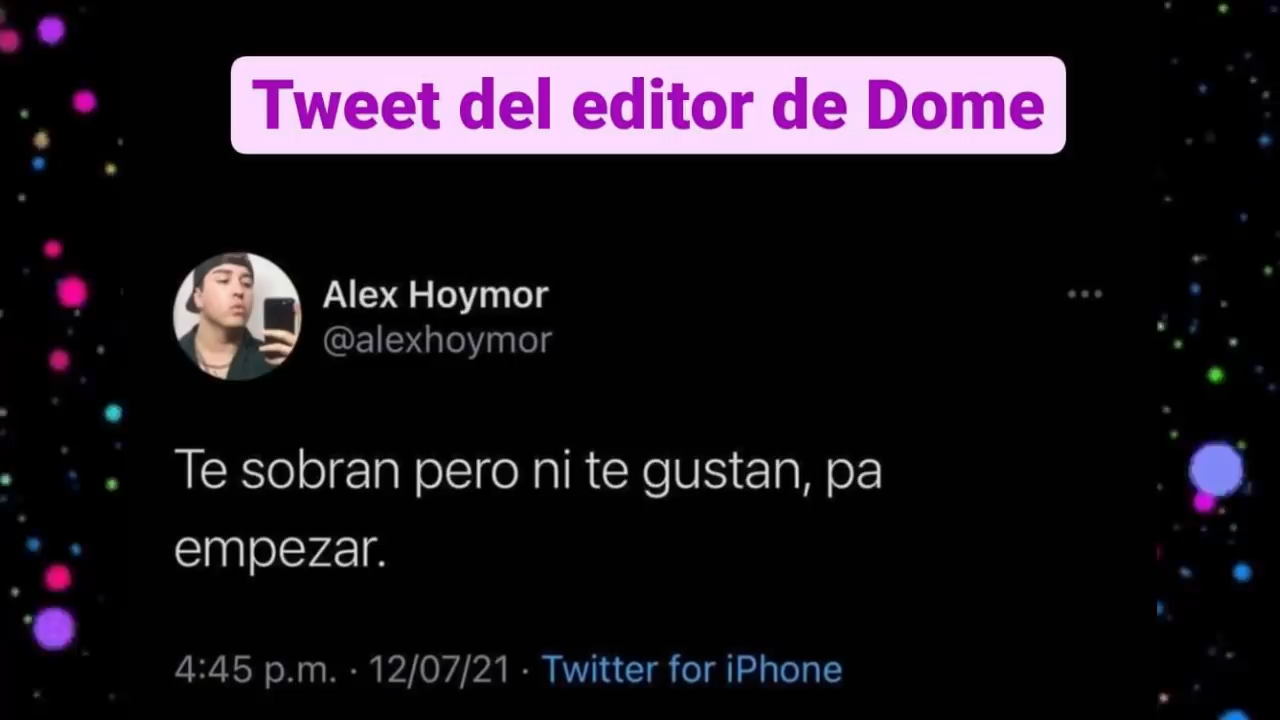 Tweet del editor de Dome
Alex Hoymor
@alexhoymor
Te sobran pero ni te gustan, pa
empezar.
4:45 p.m. · 12/07/21 · Twitter for iPhone